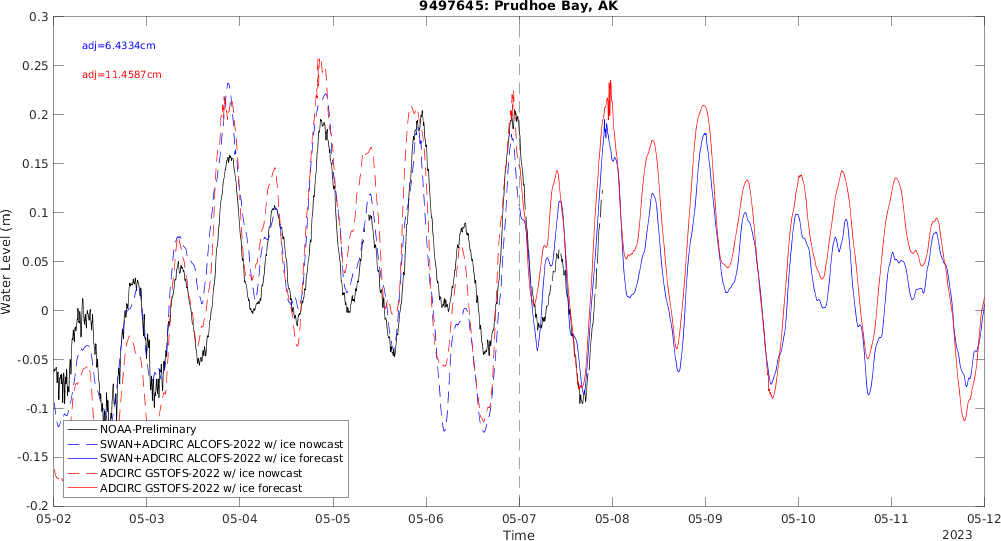 9497645: Prudhoe Bay, AK
adj=6.4334cm
adj=11.4587cm
Water Level (m)
0.3
0.25
0.2
0.15
0.1
0.05
0
-0.05
-0.1
-0.15
-0.2
NOAA-Preliminary
SWAN+ADCIRC ALCOFS-2022 w/ ice nowcast
SWAN+ADCIRC ALCOFS-2022 w/ ice forecast
ADCIRC GSTOFS-2022 w/ ice nowcast
ADCIRC GSTOFS-2022 w/ ice forecast
05-02 05-03 05-04 05-05 05-06 05-07 05-08 05-09 05-10 05-11 05-12
Time
2023